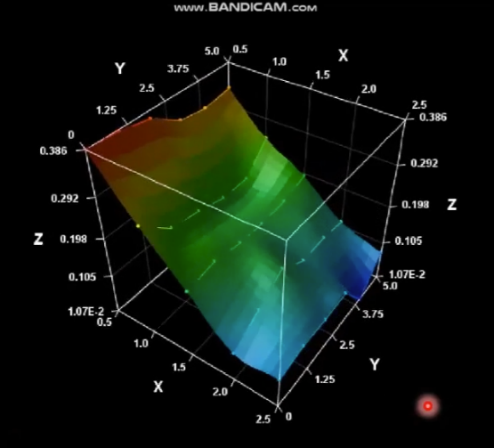 www.BANDICAM.com
5.0 0.5
Y X
3.75 1.0
2.5 1.5
1.25 2.0
0 2.5
0.386 0.386
0.292 0.292
0.198 Z
Z 0.198
0.105 0.105
1.07E-2 1.07E-2
0.5 5.0
1.0 3.75
1.5 2.5
X Y
2.0 1.25
2.5 0